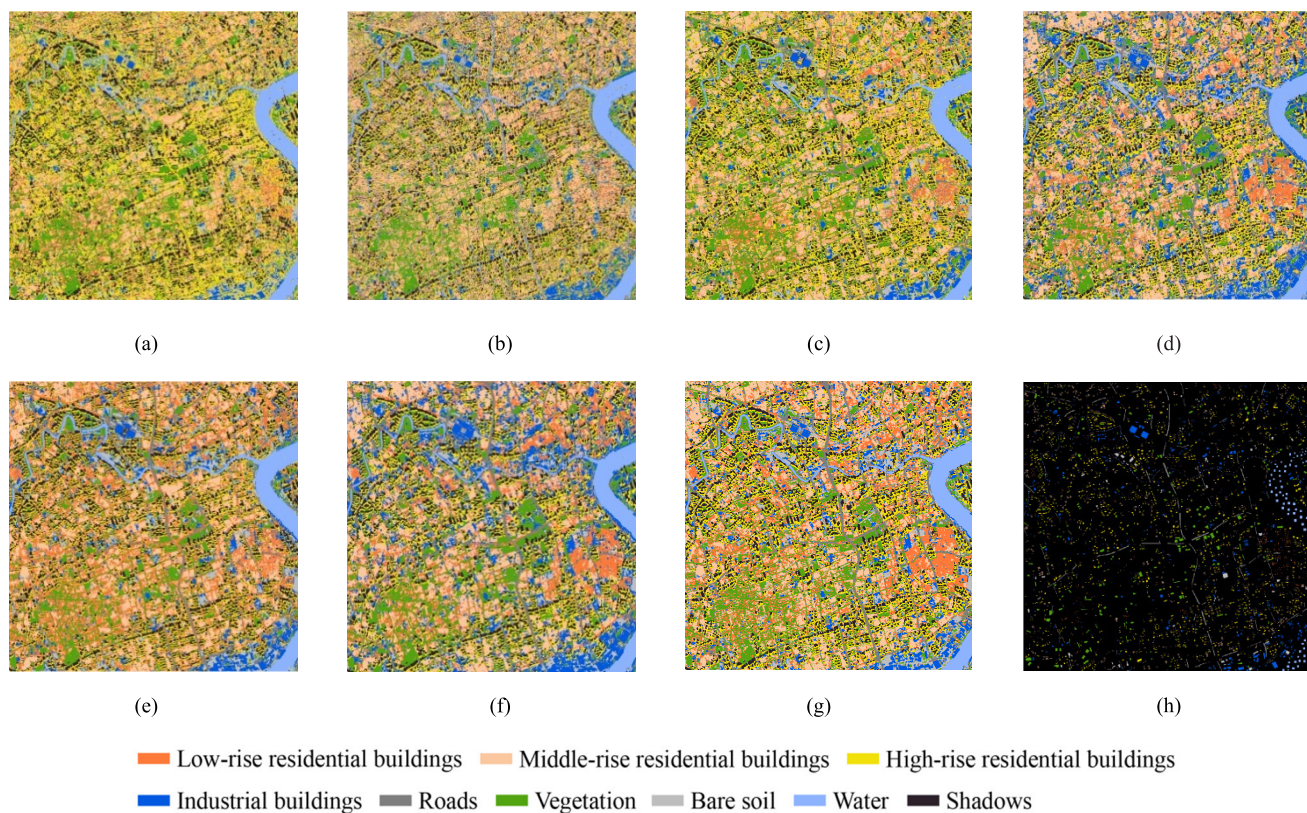 (a) (b) (c) (d)
(e) (f) (g) (h)
Low-rise residential buildings Middle-rise residential buildings High-rise residential buildings
Industrial buildings Roads Vegetation Bare soil Water Shadows